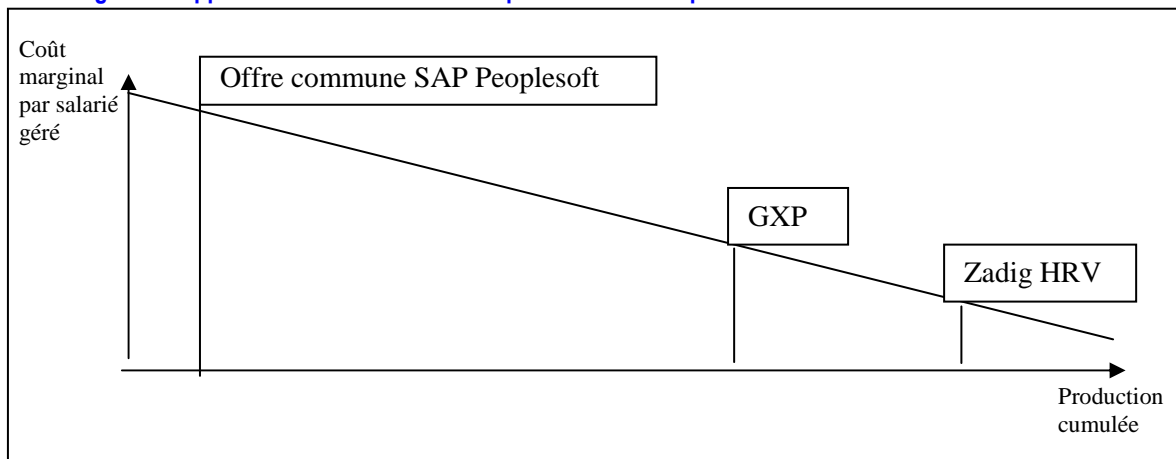 Coût
marginal
par salarié
géré
Offre commune SAP Peoplesoft
GXP
Zadig HRV
Production
cumulée